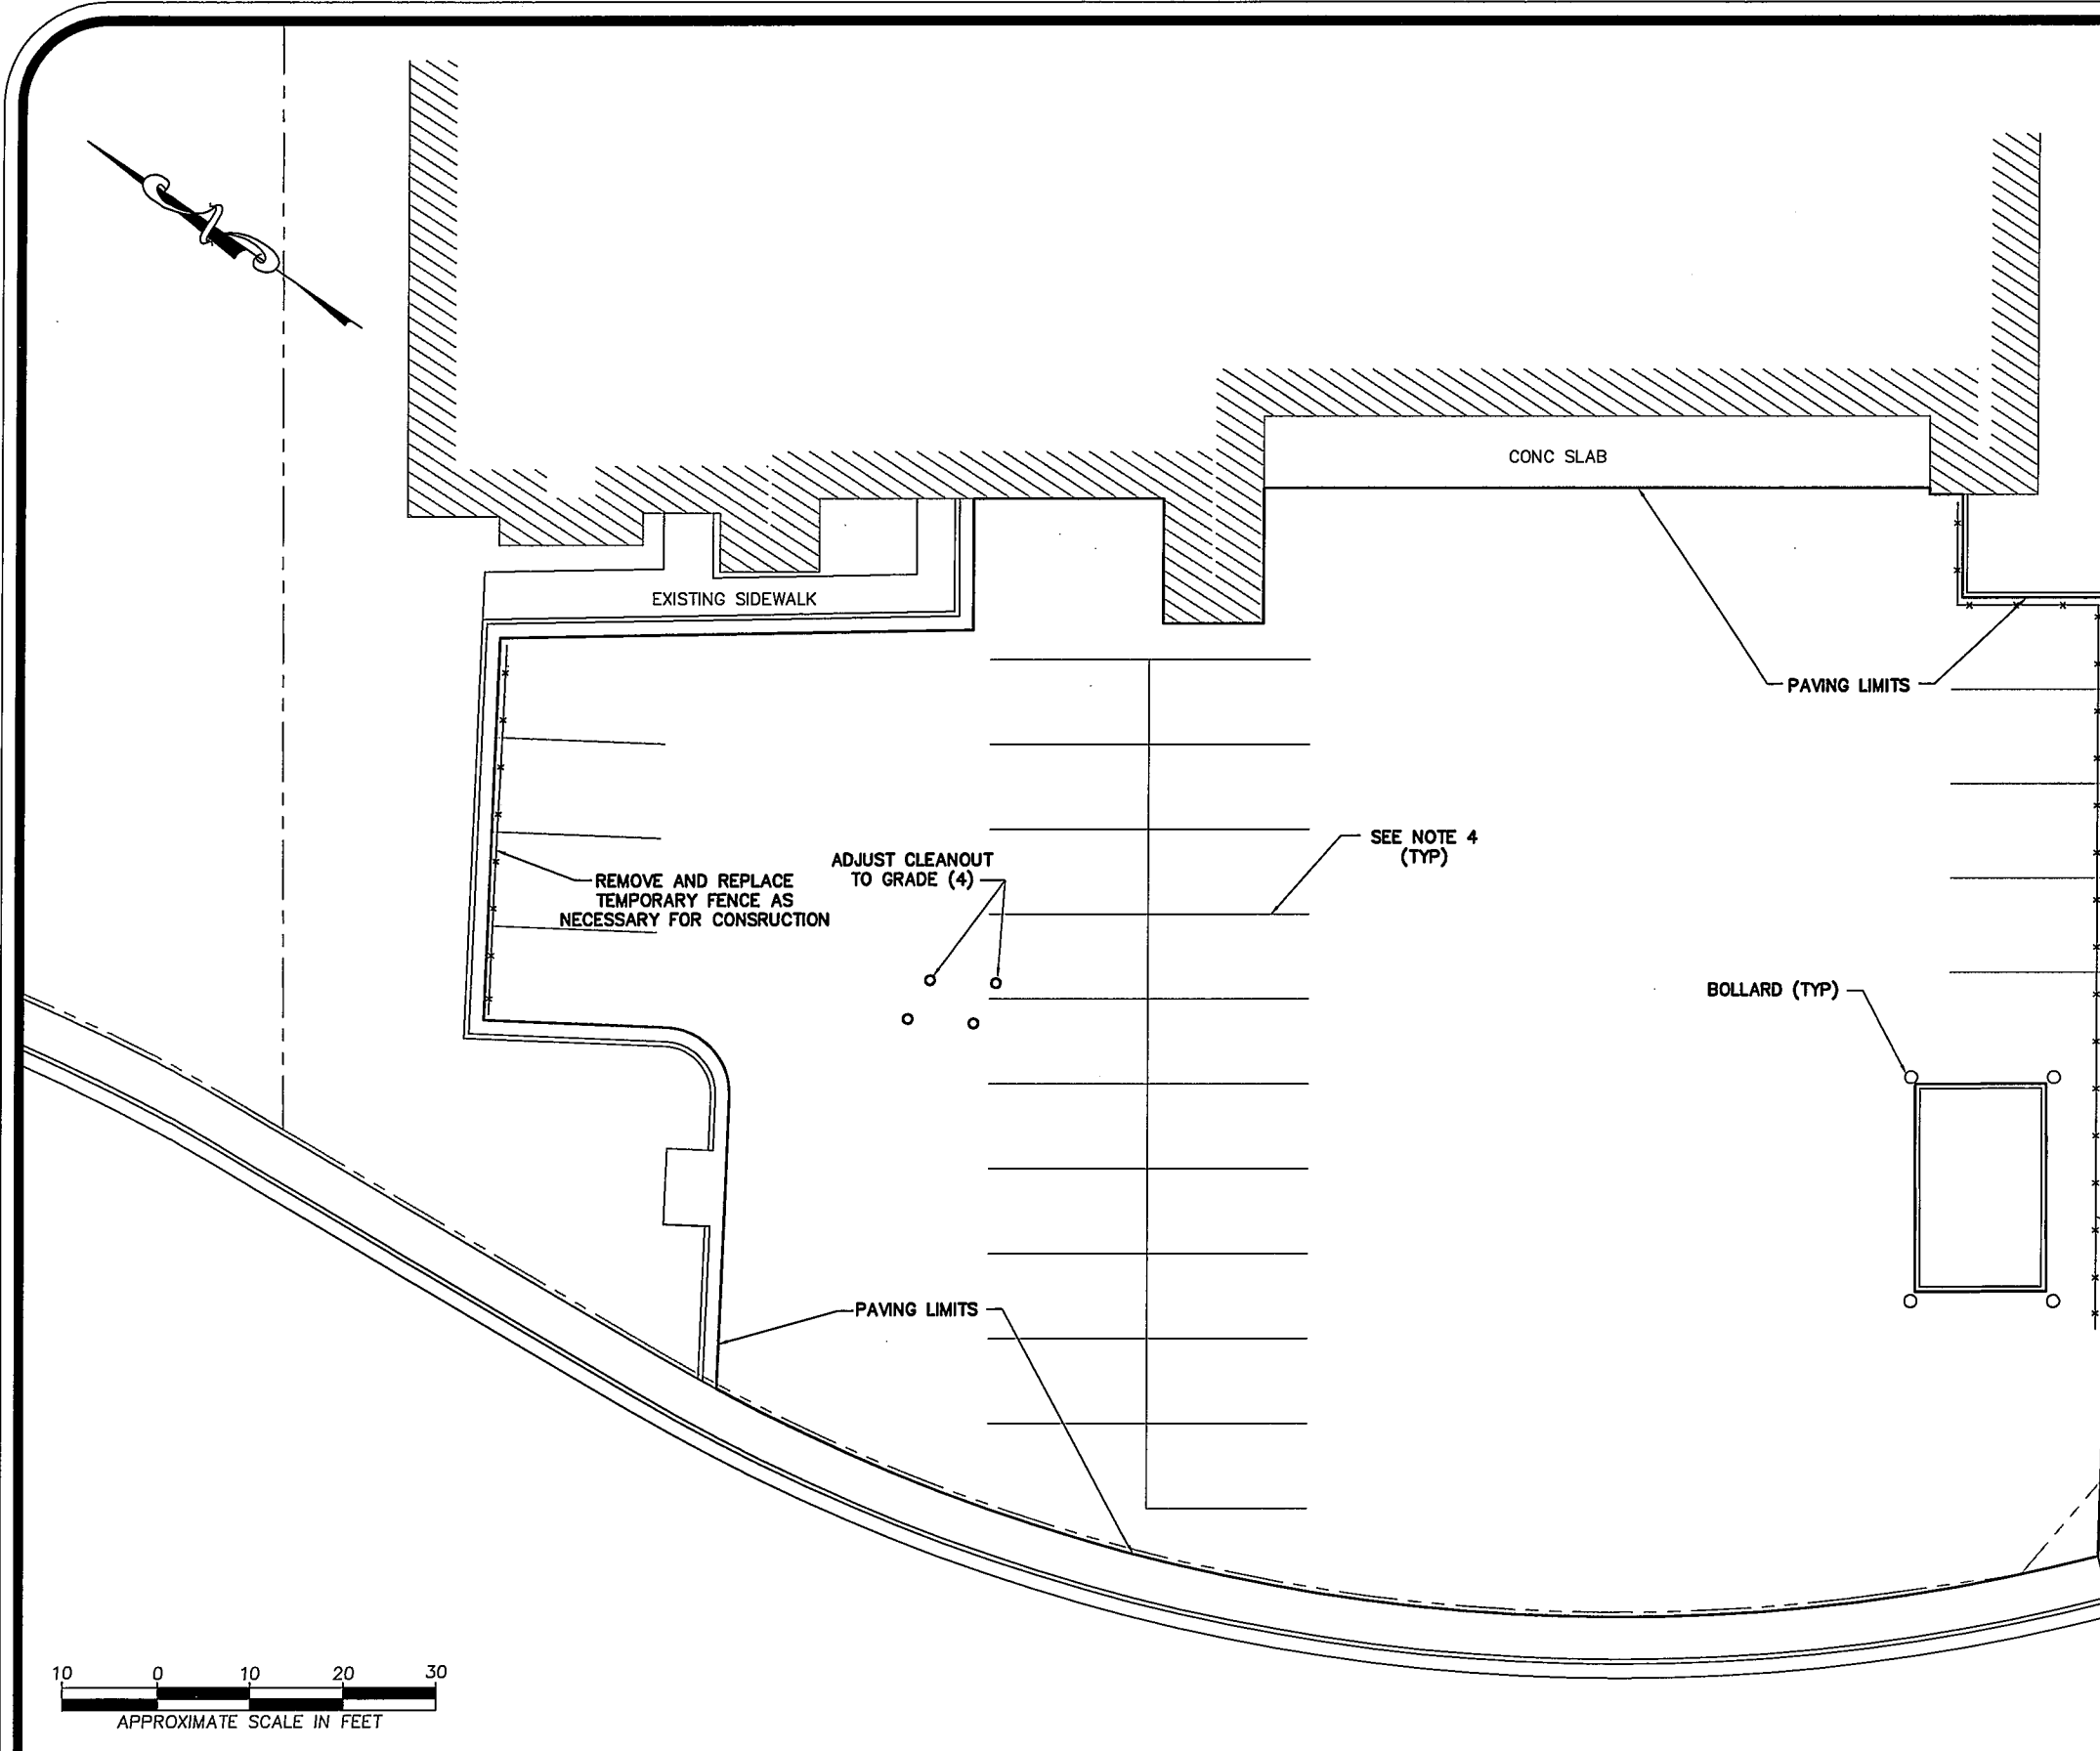 CONC SLAB
EXISTING SIDEWALK
PAVING LIMITS
SEE NOTE 4
(TYP)
ADJUST CLEANOUT
TO GRADE (4)
REMOVE AND REPLACE
TEMPORARY FENCE AS
NECESSARY FOR CONSRUCTION
BOLLARD (TYP)
PAVING LIMITS
10 0 10 20 30
APPROXIMATE SCALE IN FEET